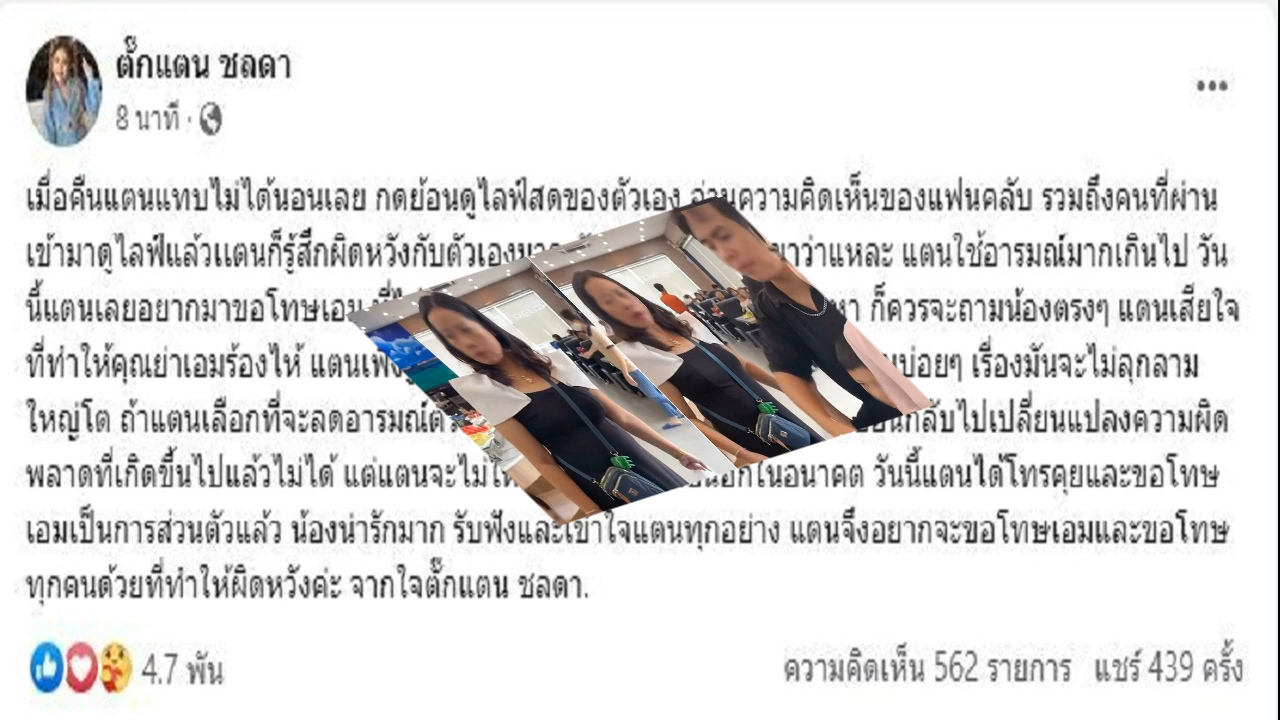 ตั๊กแตน ชลดา
8 นาที ·
เมื่อคืนแตนแทบไม่ได้นอนเลย กดย้อนดูไลฟ์สดของตัวเอง อ่านความคิดเห็นของแฟนคลับ รวมถึงคนที่ผ่าน
เข้ามาดูไลฟ์แล้วแตนก็รู้สึกผิดหวังกับตัวเองมาก ว่าแหละ แตนใช้อารมณ์มากเกินไป วัน
นี้แตนเลยอยากมาขอโทษเอม ก็ควรจะถามน้องตรงๆ แตนเสียใจ
ที่ทำให้คุณย่าเอมร้องไห้ บ่อยๆ เรื่องมันจะไม่ลุกลาม
ใหญ่โต ถ้าแตนเลือกที่จะลดอารมณ์ กลับไปเปลี่ยนแปลงความผิด
พลาดที่เกิดขึ้นไปแล้วไม่ได้ แต่แตนจะไม่ ในอนาคต วันนี้แตนได้โทรคุยและขอโทษ
เอมเป็นการส่วนตัวแล้ว น้องน่ารักมาก รับฟังและเข้าใจแตนทุกอย่าง แตนจึงอยากจะขอโทษเอมและขอโทษ
ทุกคนด้วยที่ทำให้ผิดหวังค่ะ จากใจตั๊กแตน ชลดา.
4.7 พัน
ความคิดเห็น 562 รายการ แชร์ 439 ครั้ง